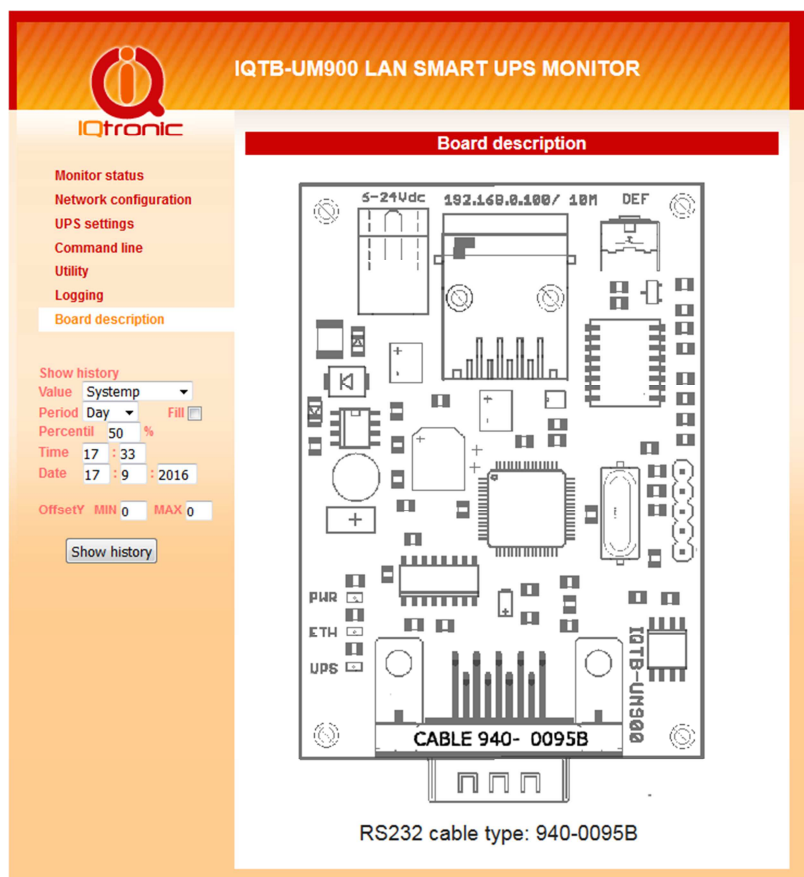 IQTB-UM900 LAN SMART UPS MONITOR
IQtronic
Monitor status
Network configuration
UPS settings
Command line
Utility
Logging
Board description
Show history
Value Systemp
Period Day Fill
Percentil 50 %
Time 17 : 33
Date 17 : 9 : 2016
OffsetY MIN 0 MAX 0
Show history
Board description
5-24Vdc 192.168.0.100/ 10M DEF
PWR
ETH
UPS
IQTB-UM900
CABLE 940- 0095B
RS232 cable type: 940-0095B